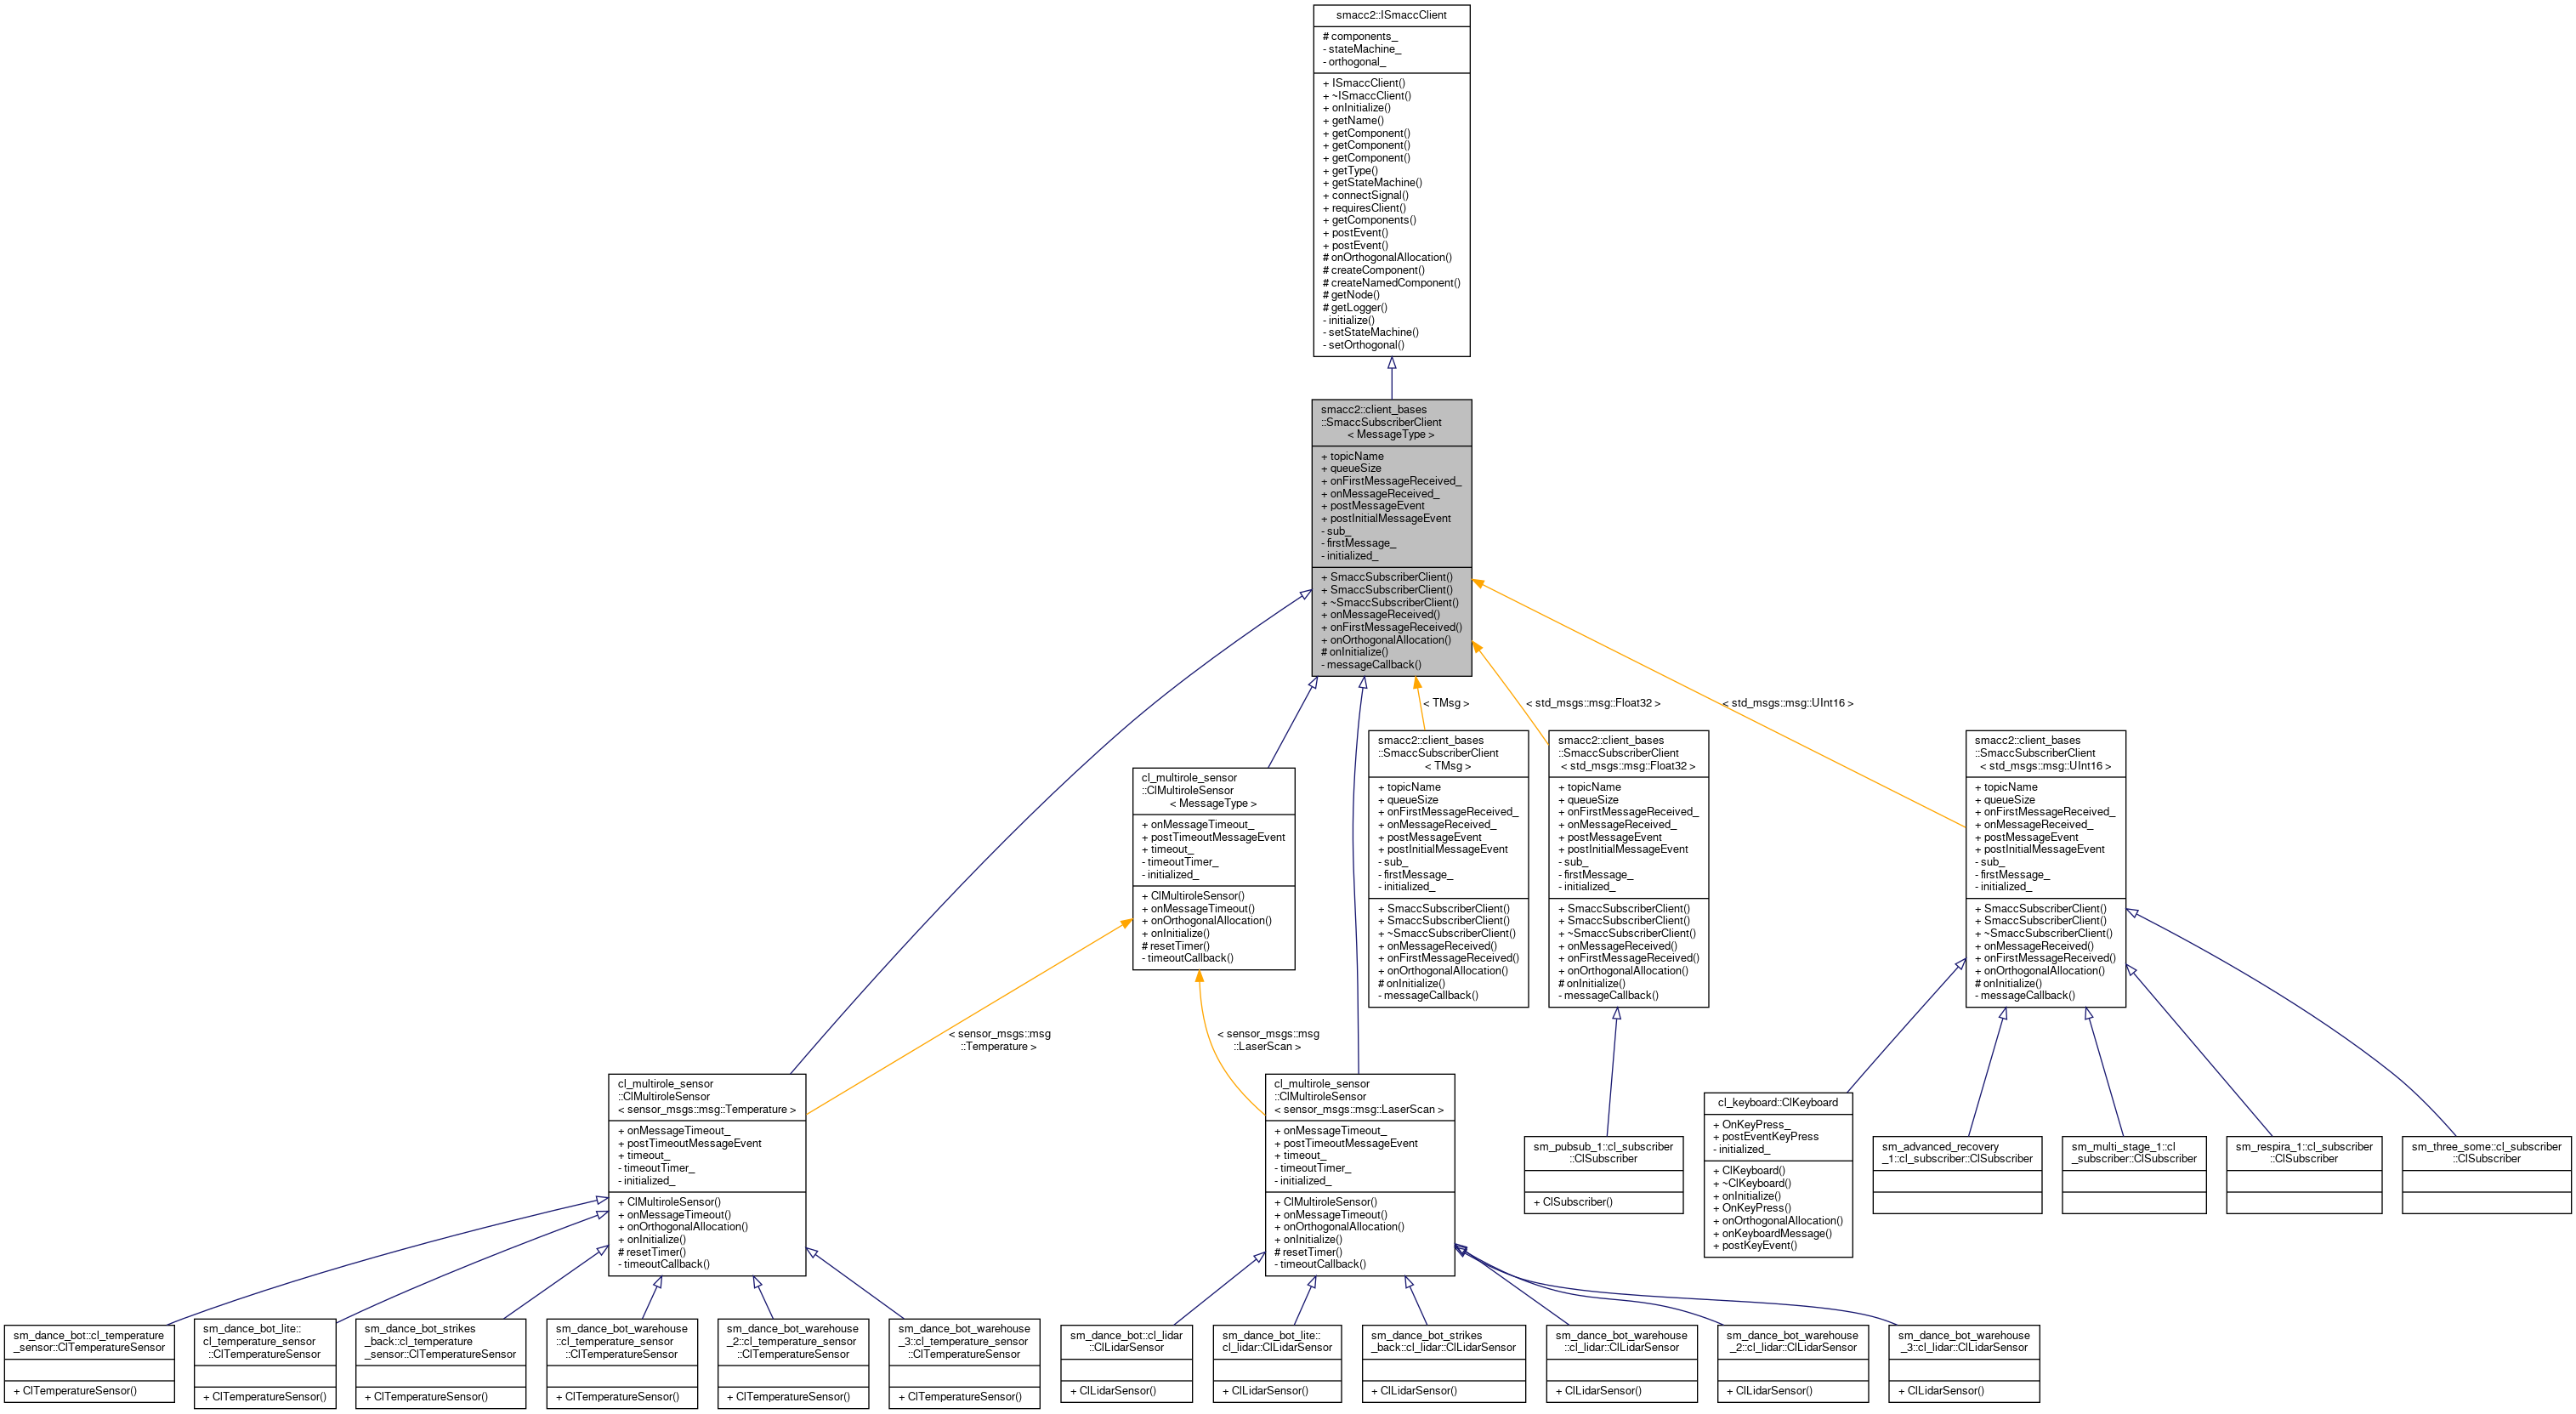 smacc2::ISmaccClient
# components_
- stateMachine_
- orthogonal_
+ ISmaccClient()
+ ~ISmaccClient()
+ onInitialize()
+ getName()
+ getComponent()
+ getComponent()
+ getComponent()
+ getType()
+ getStateMachine()
+ connectSignal()
+ requiresClient()
+ getComponents()
+ postEvent()
+ postEvent()
# onOrthogonalAllocation()
# createComponent()
# createNamedComponent()
# getNode()
# getLogger()
- initialize()
- setStateMachine()
- setOrthogonal()
smacc2::client_bases
::SmaccSubscriberClient
< MessageType >
+ topicName
+ queueSize
+ onFirstMessageReceived_
+ onMessageReceived_
+ postMessageEvent
+ postInitialMessageEvent
- sub_
- firstMessage_
- initialized_
+ SmaccSubscriberClient()
+ SmaccSubscriberClient()
+ ~SmaccSubscriberClient()
+ onMessageReceived()
+ onFirstMessageReceived()
+ onOrthogonalAllocation()
# onInitialize()
- messageCallback()
< TMsg >
< std_msgs::msg::Float32 >
< std_msgs::msg::UInt16 >
cl_multirole_sensor
::ClMultiroleSensor
< MessageType >
+ onMessageTimeout_
+ postTimeoutMessageEvent
+ timeout_
- timeoutTimer_
- initialized_
+ ClMultiroleSensor()
+ onMessageTimeout()
+ onOrthogonalAllocation()
+ onInitialize()
# resetTimer()
- timeoutCallback()
smacc2::client_bases
::SmaccSubscriberClient
< TMsg >
+ topicName
+ queueSize
+ onFirstMessageReceived_
+ onMessageReceived_
+ postMessageEvent
+ postInitialMessageEvent
- sub_
- firstMessage_
- initialized_
+ SmaccSubscriberClient()
+ SmaccSubscriberClient()
+ ~SmaccSubscriberClient()
+ onMessageReceived()
+ onFirstMessageReceived()
+ onOrthogonalAllocation()
# onInitialize()
- messageCallback()
smacc2::client_bases
::SmaccSubscriberClient
< std_msgs::msg::Float32 >
+ topicName
+ queueSize
+ onFirstMessageReceived_
+ onMessageReceived_
+ postMessageEvent
+ postInitialMessageEvent
- sub_
- firstMessage_
- initialized_
+ SmaccSubscriberClient()
+ SmaccSubscriberClient()
+ ~SmaccSubscriberClient()
+ onMessageReceived()
+ onFirstMessageReceived()
+ onOrthogonalAllocation()
# onInitialize()
- messageCallback()
smacc2::client_bases
::SmaccSubscriberClient
< std_msgs::msg::UInt16 >
+ topicName
+ queueSize
+ onFirstMessageReceived_
+ onMessageReceived_
+ postMessageEvent
+ postInitialMessageEvent
- sub_
- firstMessage_
- initialized_
+ SmaccSubscriberClient()
+ SmaccSubscriberClient()
+ ~SmaccSubscriberClient()
+ onMessageReceived()
+ onFirstMessageReceived()
+ onOrthogonalAllocation()
# onInitialize()
- messageCallback()
< sensor_msgs::msg
::Temperature >
< sensor_msgs::msg
::LaserScan >
cl_multirole_sensor
::ClMultiroleSensor
< sensor_msgs::msg::Temperature >
+ onMessageTimeout_
+ postTimeoutMessageEvent
+ timeout_
- timeoutTimer_
- initialized_
+ ClMultiroleSensor()
+ onMessageTimeout()
+ onOrthogonalAllocation()
+ onInitialize()
# resetTimer()
- timeoutCallback()
cl_multirole_sensor
::ClMultiroleSensor
< sensor_msgs::msg::LaserScan >
+ onMessageTimeout_
+ postTimeoutMessageEvent
+ timeout_
- timeoutTimer_
- initialized_
+ ClMultiroleSensor()
+ onMessageTimeout()
+ onOrthogonalAllocation()
+ onInitialize()
# resetTimer()
- timeoutCallback()
sm_pubsub_1::cl_subscriber
::ClSubscriber
+ ClSubscriber()
cl_keyboard::ClKeyboard
+ OnKeyPress_
+ postEventKeyPress
- initialized_
+ ClKeyboard()
+ ~ClKeyboard()
+ onInitialize()
+ OnKeyPress()
+ onOrthogonalAllocation()
+ onKeyboardMessage()
+ postKeyEvent()
sm_advanced_recovery
_1::cl_subscriber::ClSubscriber
sm_multi_stage_1::cl
_subscriber::ClSubscriber
sm_respira_1::cl_subscriber
::ClSubscriber
sm_three_some::cl_subscriber
::ClSubscriber
sm_dance_bot::cl_temperature
_sensor::ClTemperatureSensor
+ ClTemperatureSensor()
sm_dance_bot_lite::
cl_temperature_sensor
::ClTemperatureSensor
+ ClTemperatureSensor()
sm_dance_bot_strikes
_back::cl_temperature
_sensor::ClTemperatureSensor
+ ClTemperatureSensor()
sm_dance_bot_warehouse
::cl_temperature_sensor
::ClTemperatureSensor
+ ClTemperatureSensor()
sm_dance_bot_warehouse
_2::cl_temperature_sensor
::ClTemperatureSensor
+ ClTemperatureSensor()
sm_dance_bot_warehouse
_3::cl_temperature_sensor
::ClTemperatureSensor
+ ClTemperatureSensor()
sm_dance_bot::cl_lidar
::ClLidarSensor
+ ClLidarSensor()
sm_dance_bot_lite::
cl_lidar::ClLidarSensor
+ ClLidarSensor()
sm_dance_bot_strikes
_back::cl_lidar::ClLidarSensor
+ ClLidarSensor()
sm_dance_bot_warehouse
::cl_lidar::ClLidarSensor
+ ClLidarSensor()
sm_dance_bot_warehouse
_2::cl_lidar::ClLidarSensor
+ ClLidarSensor()
sm_dance_bot_warehouse
_3::cl_lidar::ClLidarSensor
+ ClLidarSensor()